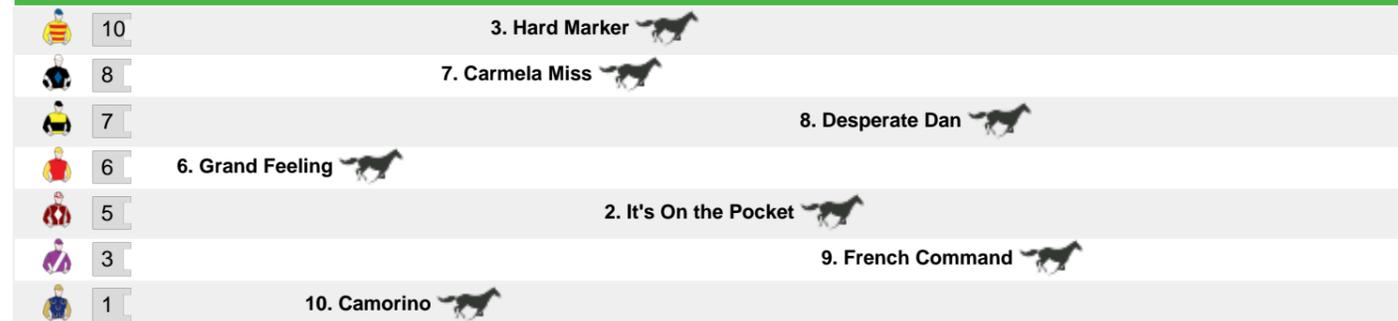 10 3. Hard Marker
8 7. Carmela Miss
7 8. Desperate Dan
6 6. Grand Feeling
5 2. It's On the Pocket
3 9. French Command
1 10. Camorino